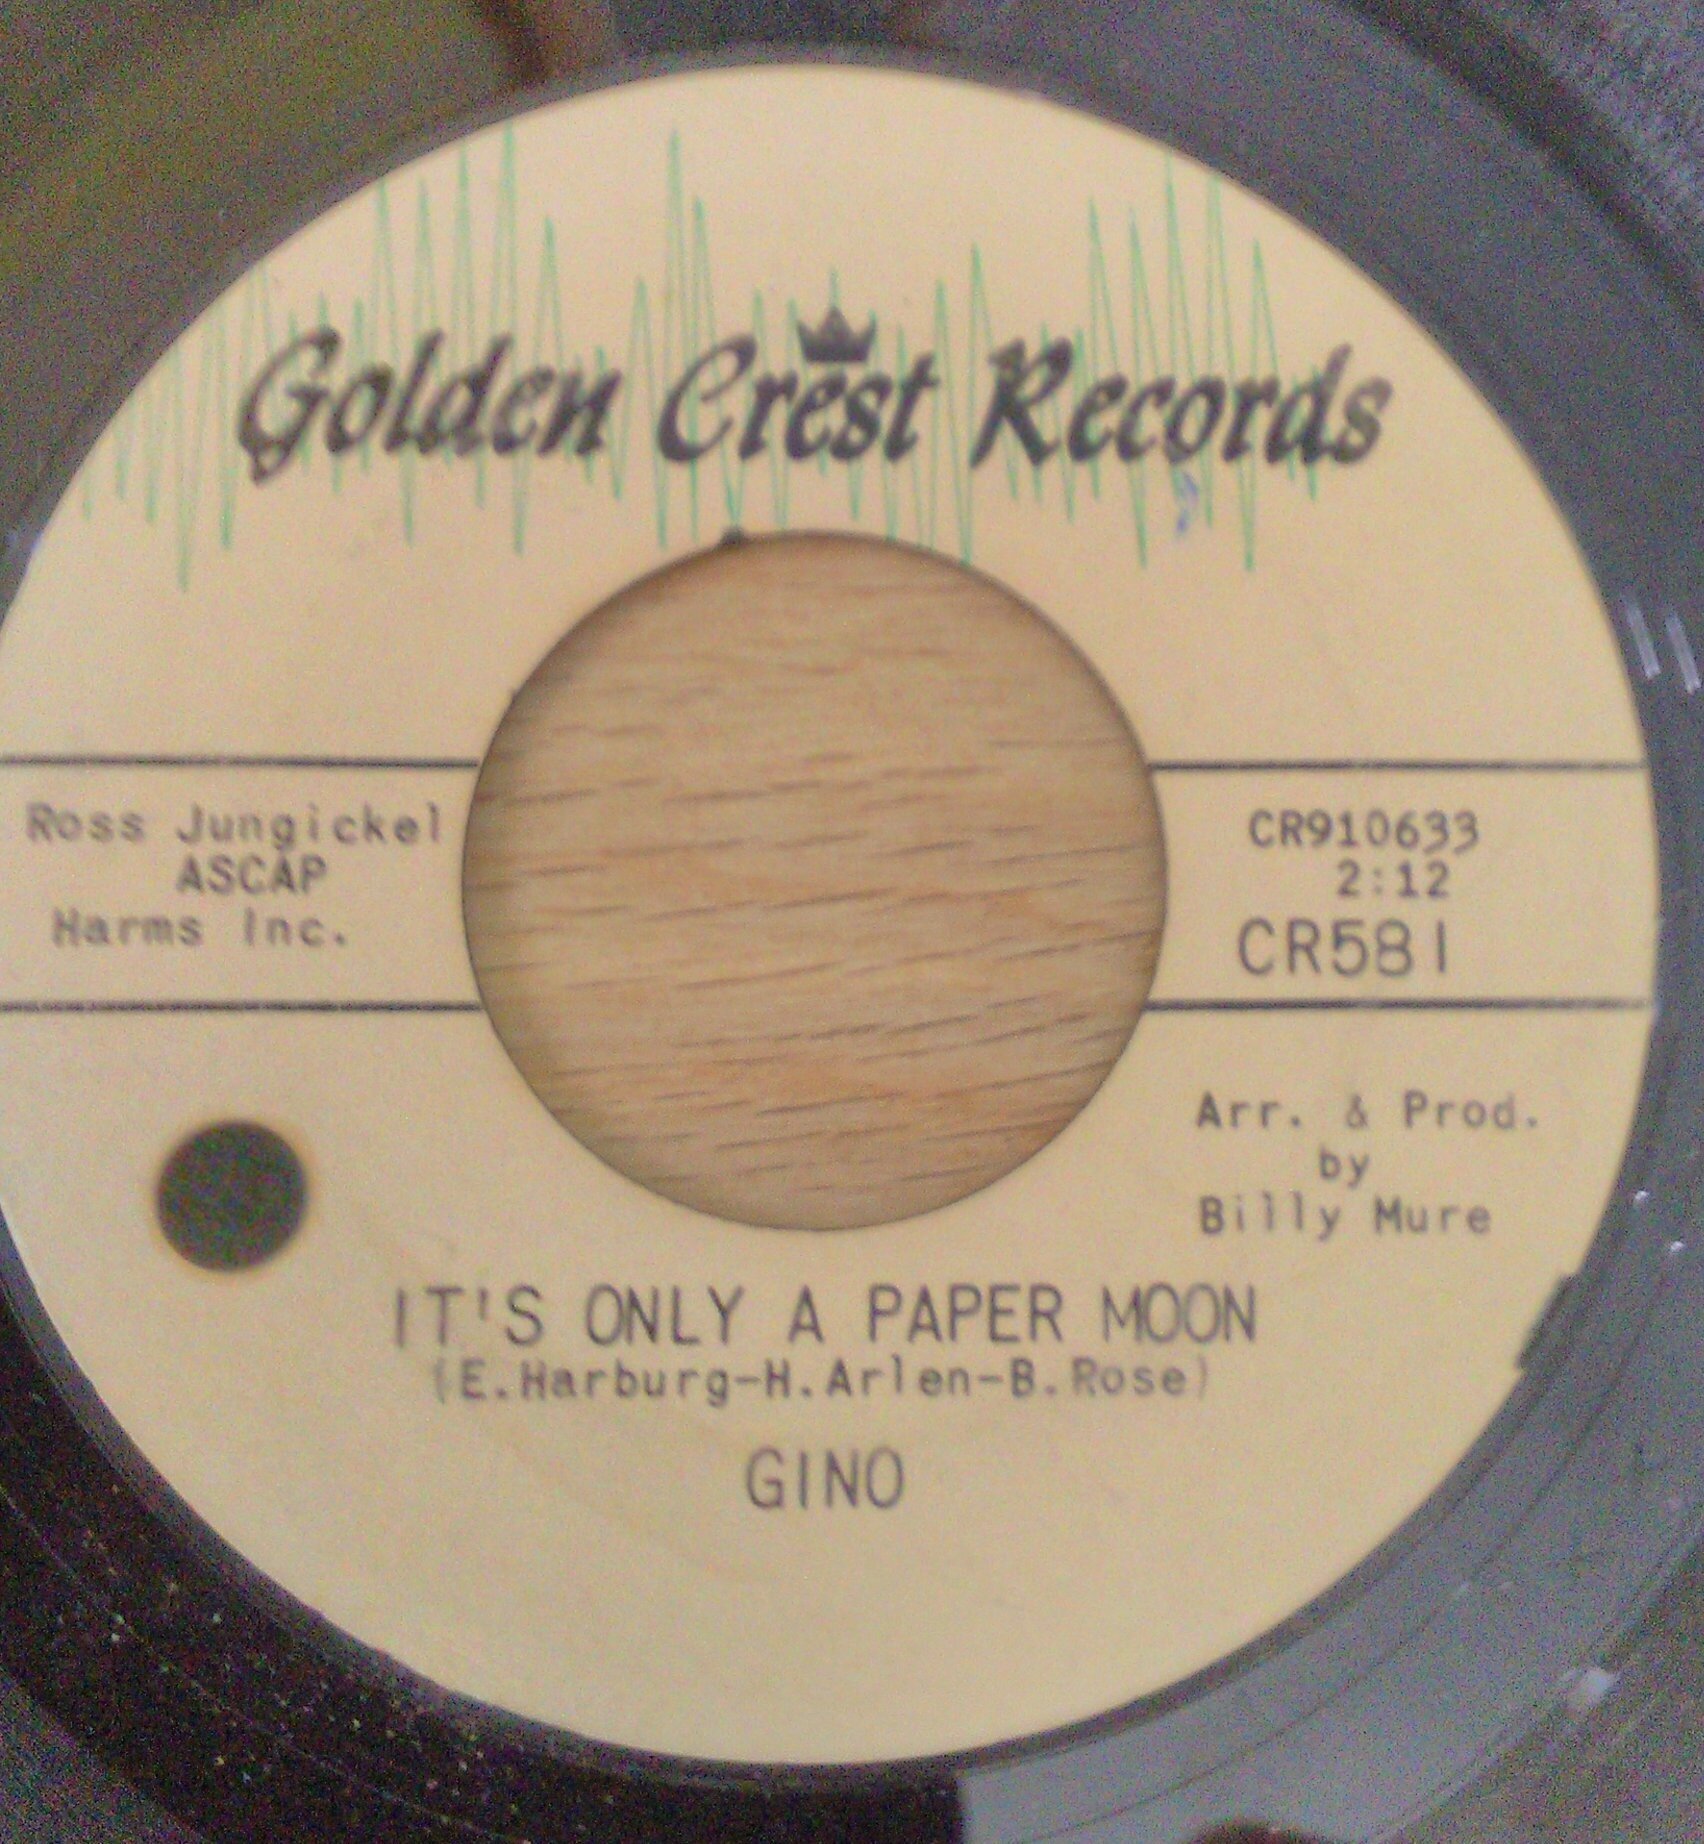 Golden Crest Records
Ross Jungickel
ASCAP
Harms Inc.
CR910633
2:12
CR581
Arr. & Prod.
by
Billy Mure
IT'S ONLY A PAPER MOON
(E.Harburg-H.Arlen-B.Rose)
GINO